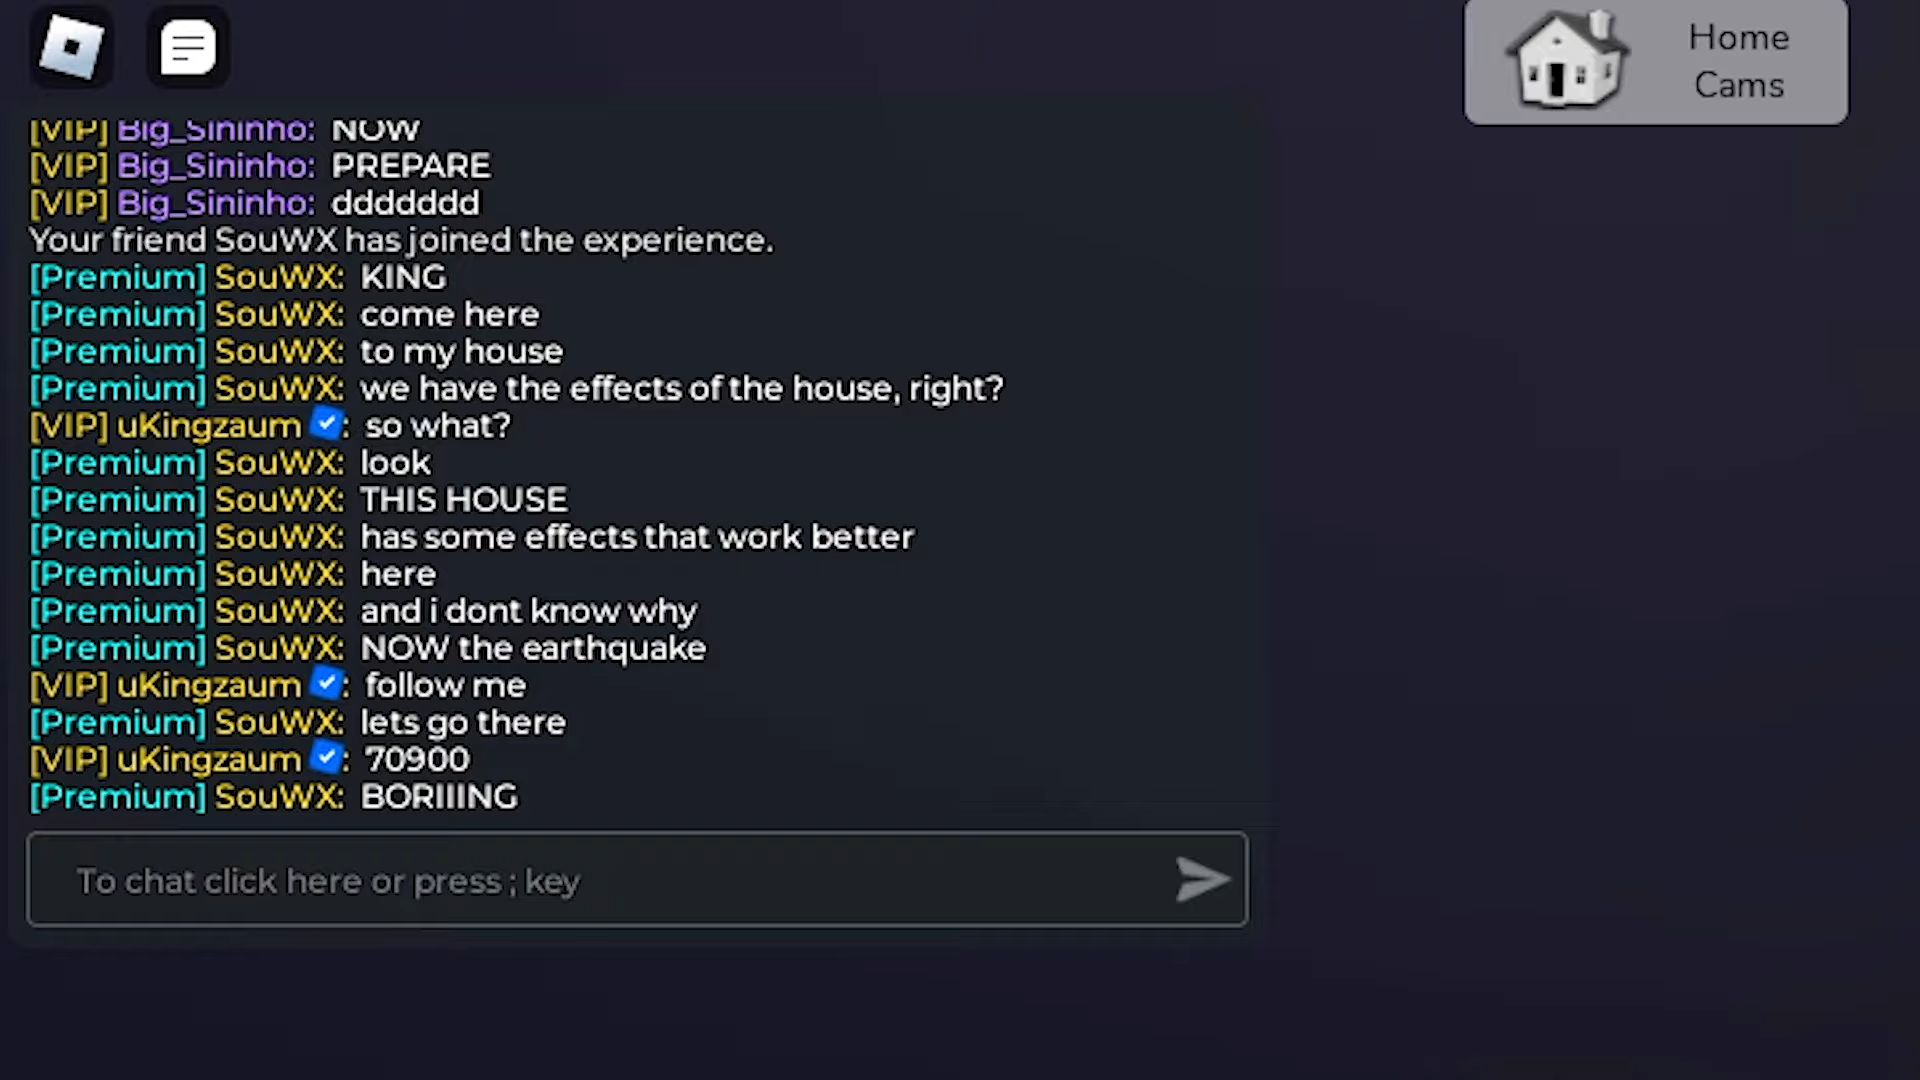 Home
Cams
[VIP] Big_Sininho: NOW
[VIP] Big_Sininho: PREPARE
[VIP] Big_Sininho: ddddddd
Your friend SouWX has joined the experience.
[Premium] SouWX: KING
[Premium] SouWX: come here
[Premium] SouWX: to my house
[Premium] SouWX: we have the effects of the house, right?
[VIP] uKingzaum ☑: so what?
[Premium] SouWX: look
[Premium] SouWX: THIS HOUSE
[Premium] SouWX: has some effects that work better
[Premium] SouWX: here
[Premium] SouWX: and i dont know why
[Premium] SouWX: NOW the earthquake
[VIP] uKingzaum ☑: follow me
[Premium] SouWX: lets go there
[VIP] uKingzaum ☑: 70900
[Premium] SouWX: BORIIING
To chat click here or press ; key